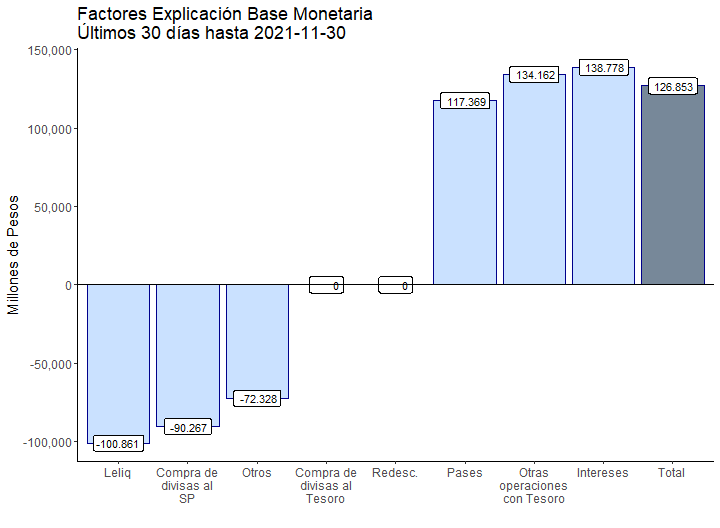 Factores Explicación Base Monetaria
Últimos 30 días hasta 2021-11-30
Millones de Pesos
150,000
100,000
50,000
0
-50,000
-100,000
-100.861
-90.267
-72.328
0
0
117.369
134.162
138.778
126.853
Leliq
Compra de
divisas al
SP
Otros
Compra de
divisas al
Tesoro
Redesc.
Pases
Otras
operaciones
con Tesoro
Intereses
Total